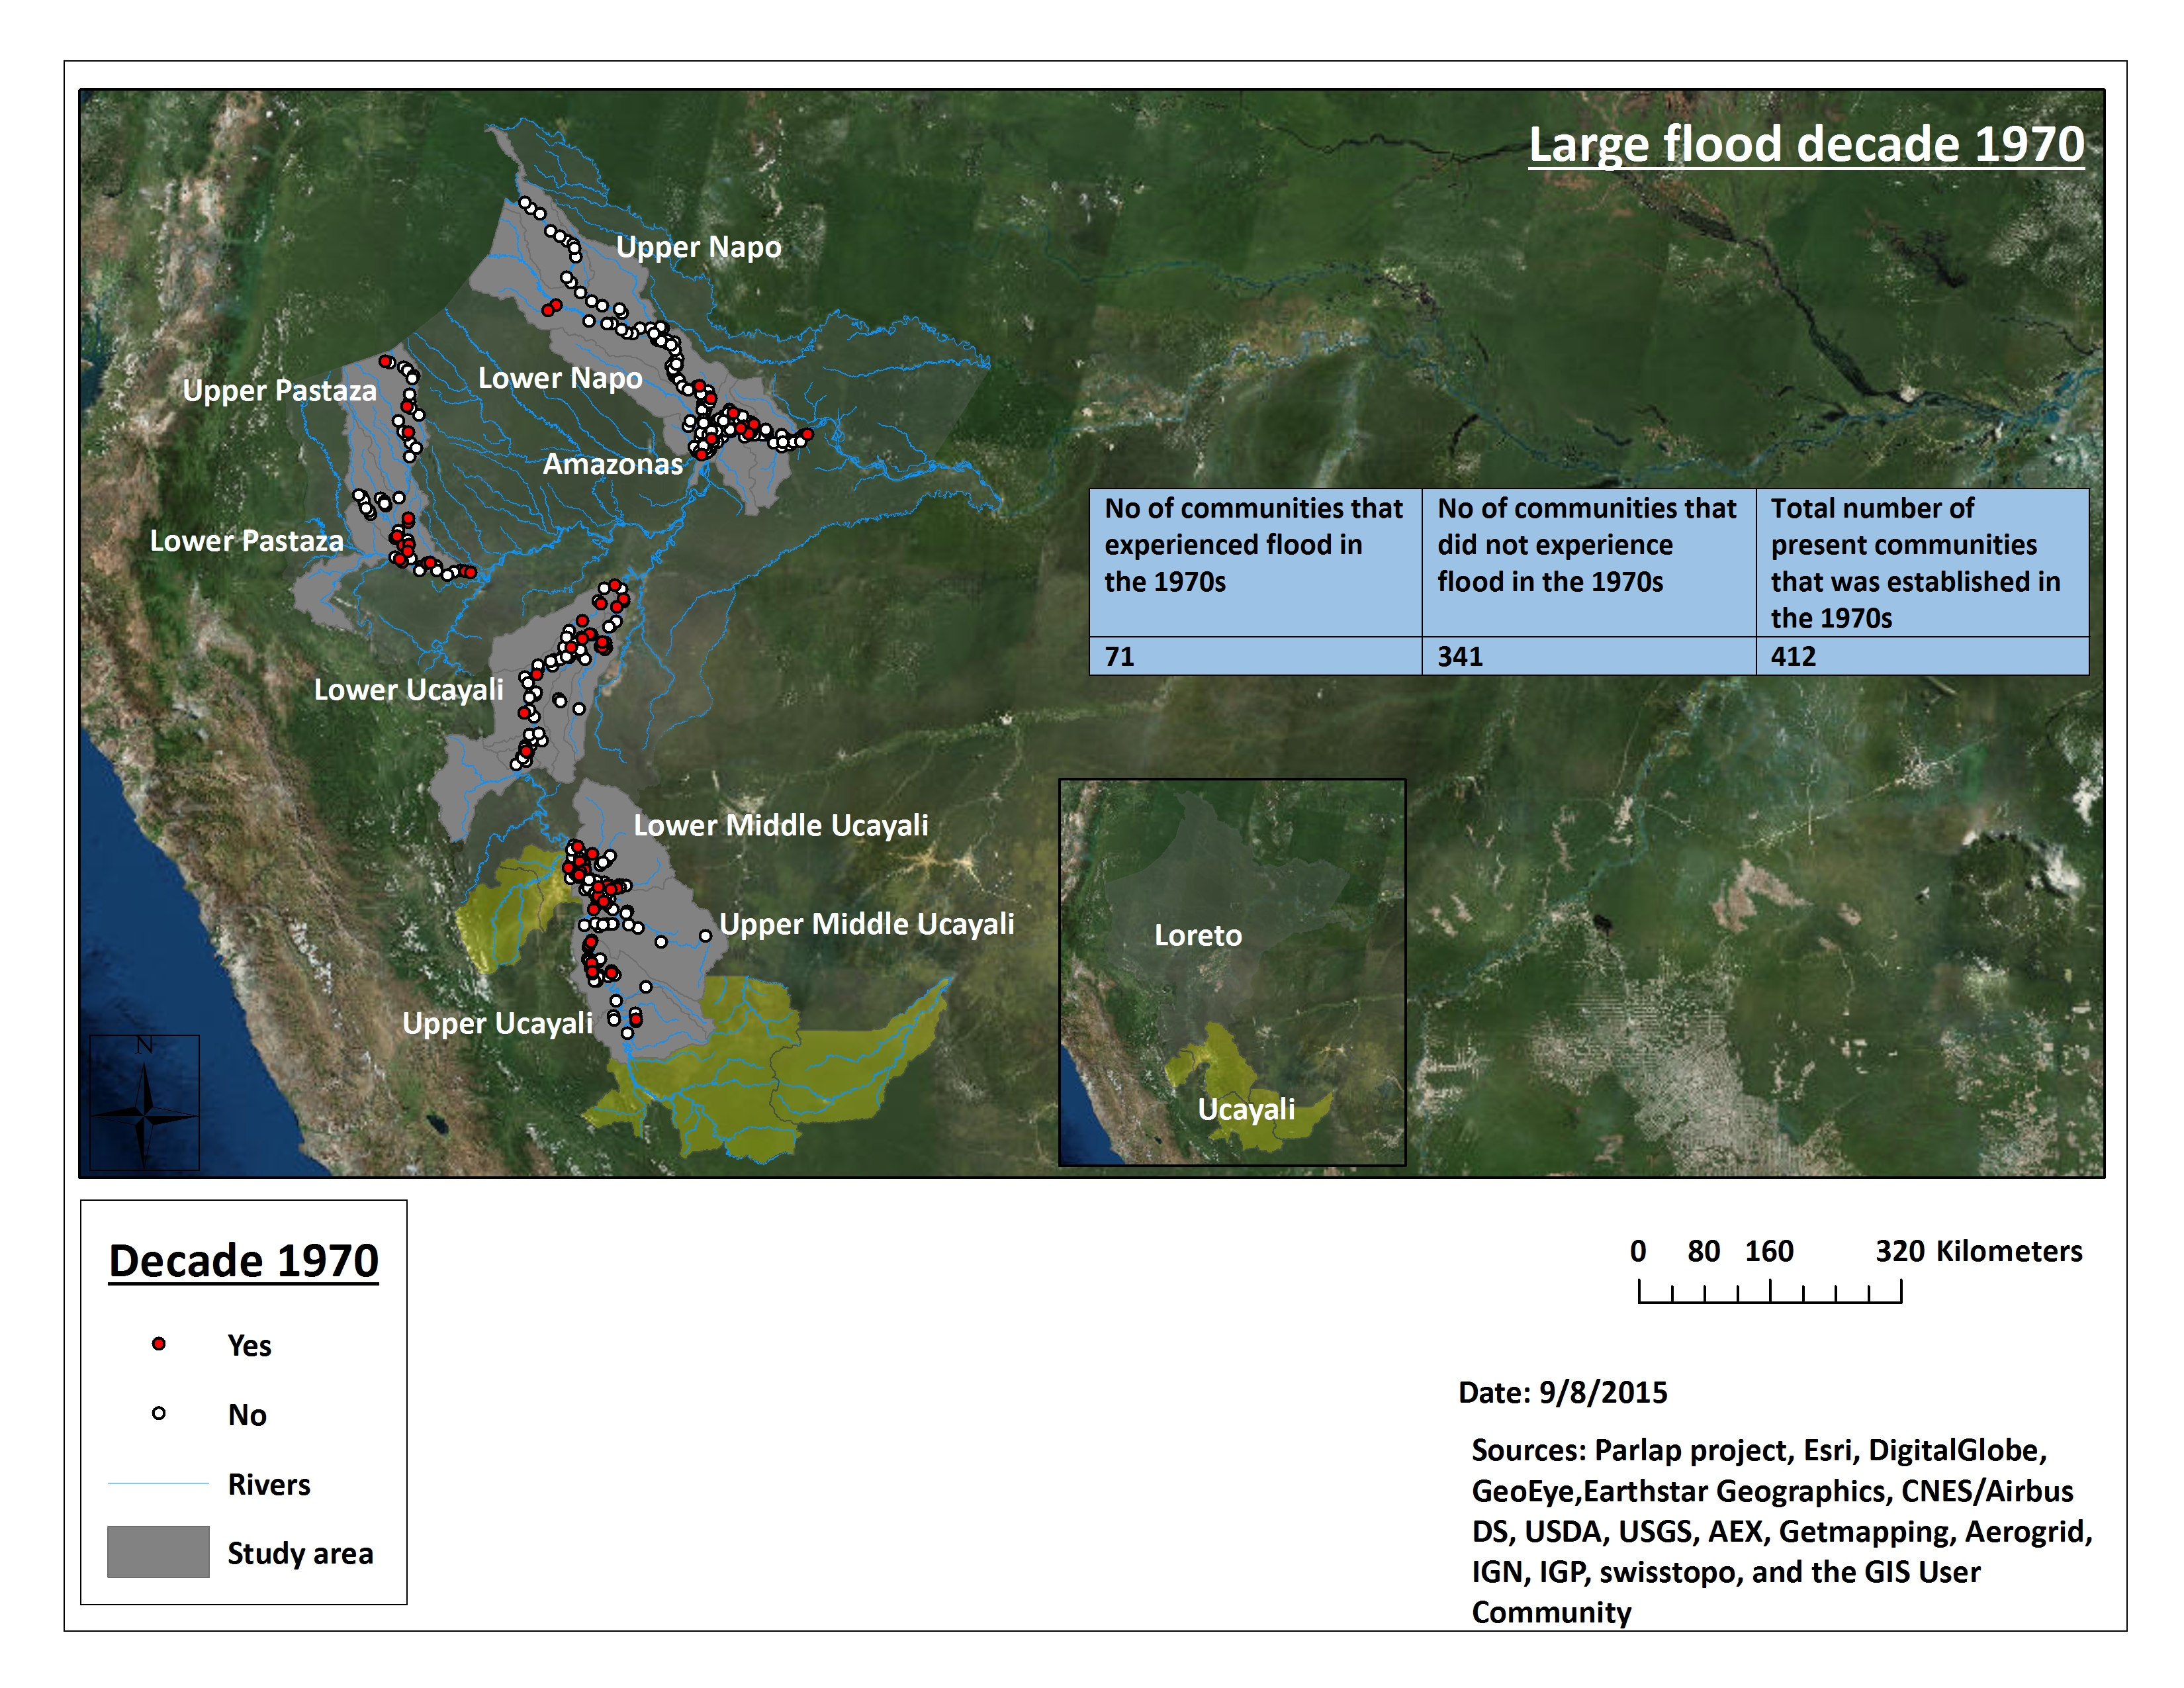 Large flood decade 1970
Upper Napo
Lower Napo
Upper Pastaza
Amazonas
Lower Pastaza
No of communities that
experienced flood in
the 1970s
No of communities that
did not experience
flood in the 1970s
Total number of
present communities
that was established in
the 1970s
71
341
412
Lower Ucayali
Lower Middle Ucayali
Upper Middle Ucayali
Upper Ucayali
Loreto
Ucayali
N
Decade 1970
Yes
No
Rivers
Study area
0 80 160 320 Kilometers
Date: 9/8/2015
Sources: Parlap project, Esri, DigitalGlobe,
GeoEye,Earthstar Geographics, CNES/Airbus
DS, USDA, USGS, AEX, Getmapping, Aerogrid,
IGN, IGP, swisstopo, and the GIS User
Community